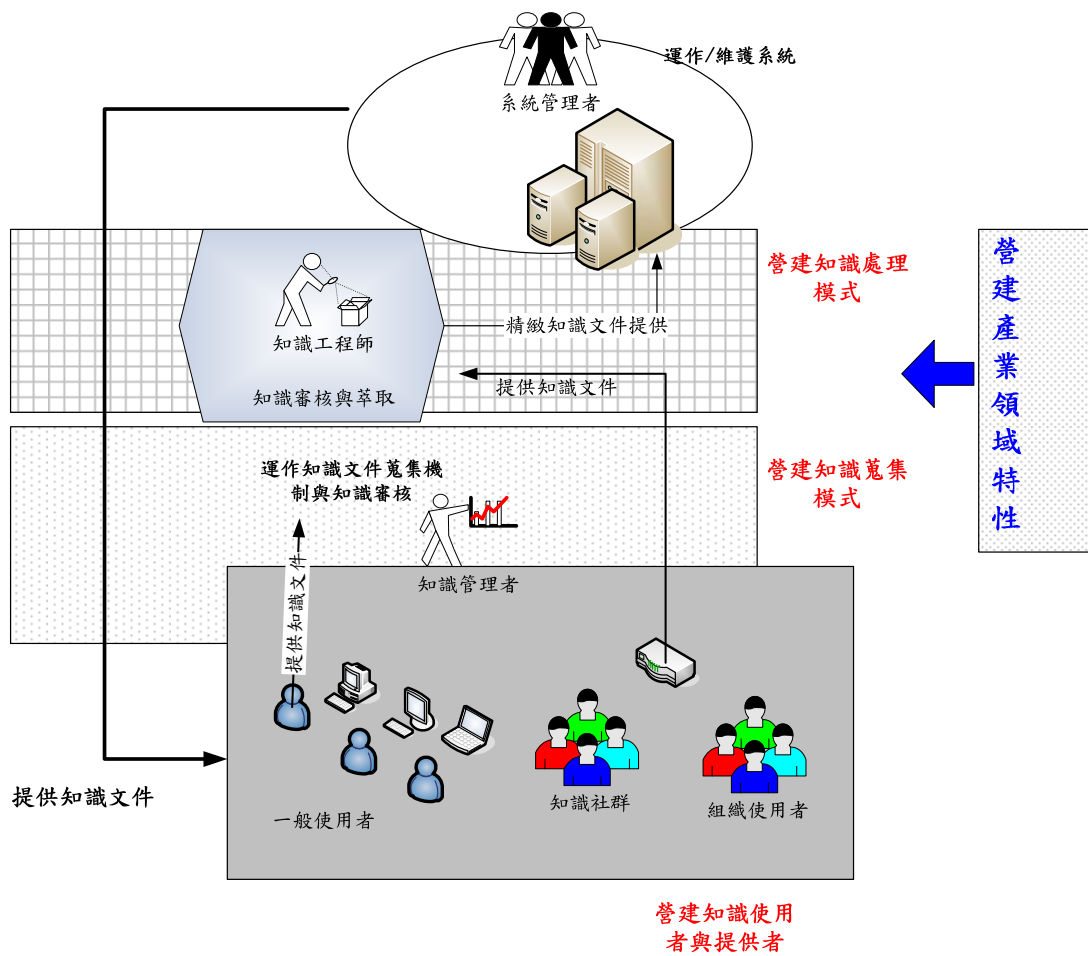 運作/維護系統
系統管理者
營建知識處理
模式
知識工程師
精緻知識文件提供
知識審核與萃取
提供知識文件
營建產業領域特性
運作知識文件蒐集機
制與知識審核
營建知識蒐集
模式
知識管理者
提供知識文件
提供知識文件
一般使用者
知識社群
組織使用者
營建知識使用
者與提供者